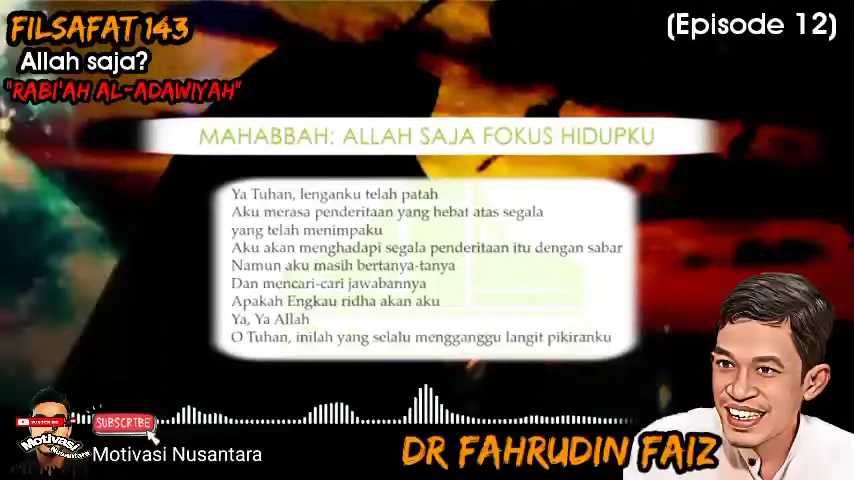 FILSAFAT 143
(Episode 12)
Allah saja?
"RABI'AH AL-ADAWIYAH"
MAHABBAH: ALLAH SAJA FOKUS HIDUPKU
Ya Tuhan, lenganku telah patah
Aku merasa penderitaan yang hebat atas segala
yang telah menimpaku
Aku akan menghadapi segala penderitaan itu dengan sabar
Namun aku masih bertanya-tanya
Dan mencari-cari jawabannya
Apakah Engkau ridha akan aku
Ya, Ya Allah
O Tuhan, inilah yang selalu mengganggu langit pikiranku
SUBSCRIBE
SUBSCRIBE
Motivasi
Nusantara
Motivasi Nusantara
DR FAHRUDIN FAIZ